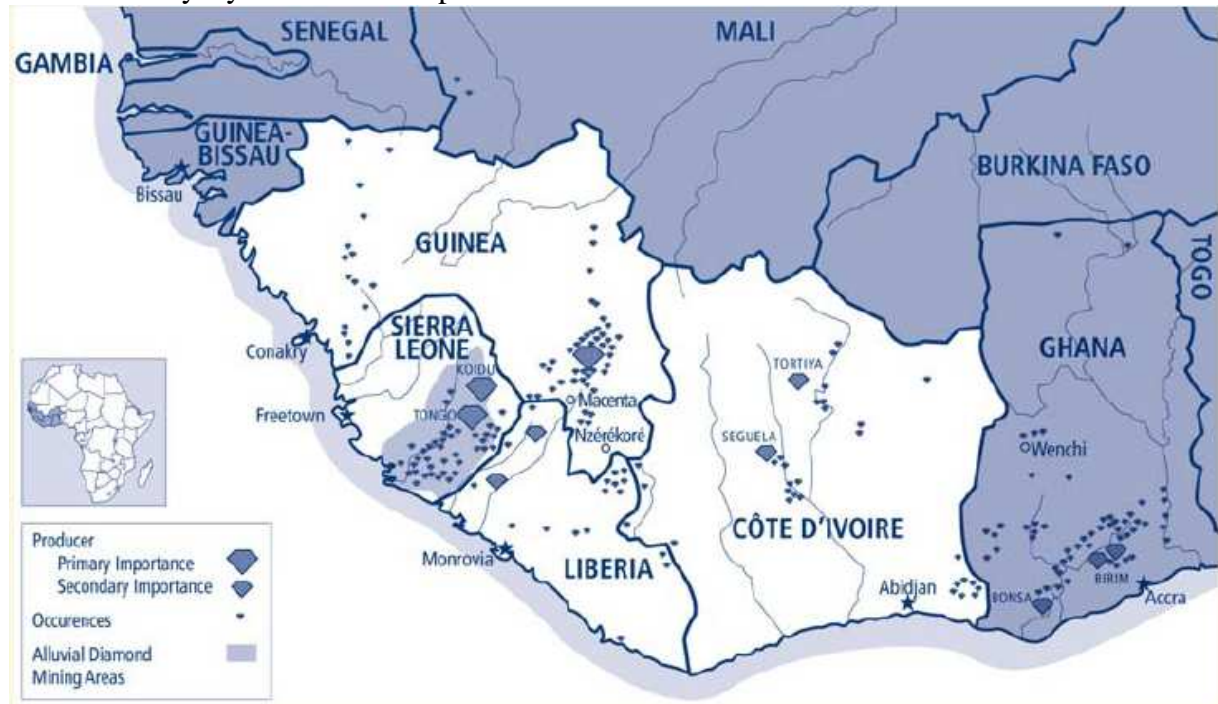 SENEGAL
MALI
GAMBIA
GUINEA-
BISSAU
Bissau
BURKINA FASO
GUINEA
TOGO
SIERRA
LEONE
KOIDU
Conakry
GHANA
TORTIYA
Macenta
Freetown
TONGO
Nzérékoré
SEGUELA
Wenchi
CÔTE D'IVOIRE
Monrovia
LIBERIA
Abidjan
BIRIM
BONSA
Accra
Producer
Primary Importance
Secondary Importance
Occurences
Alluvial Diamond
Mining Areas